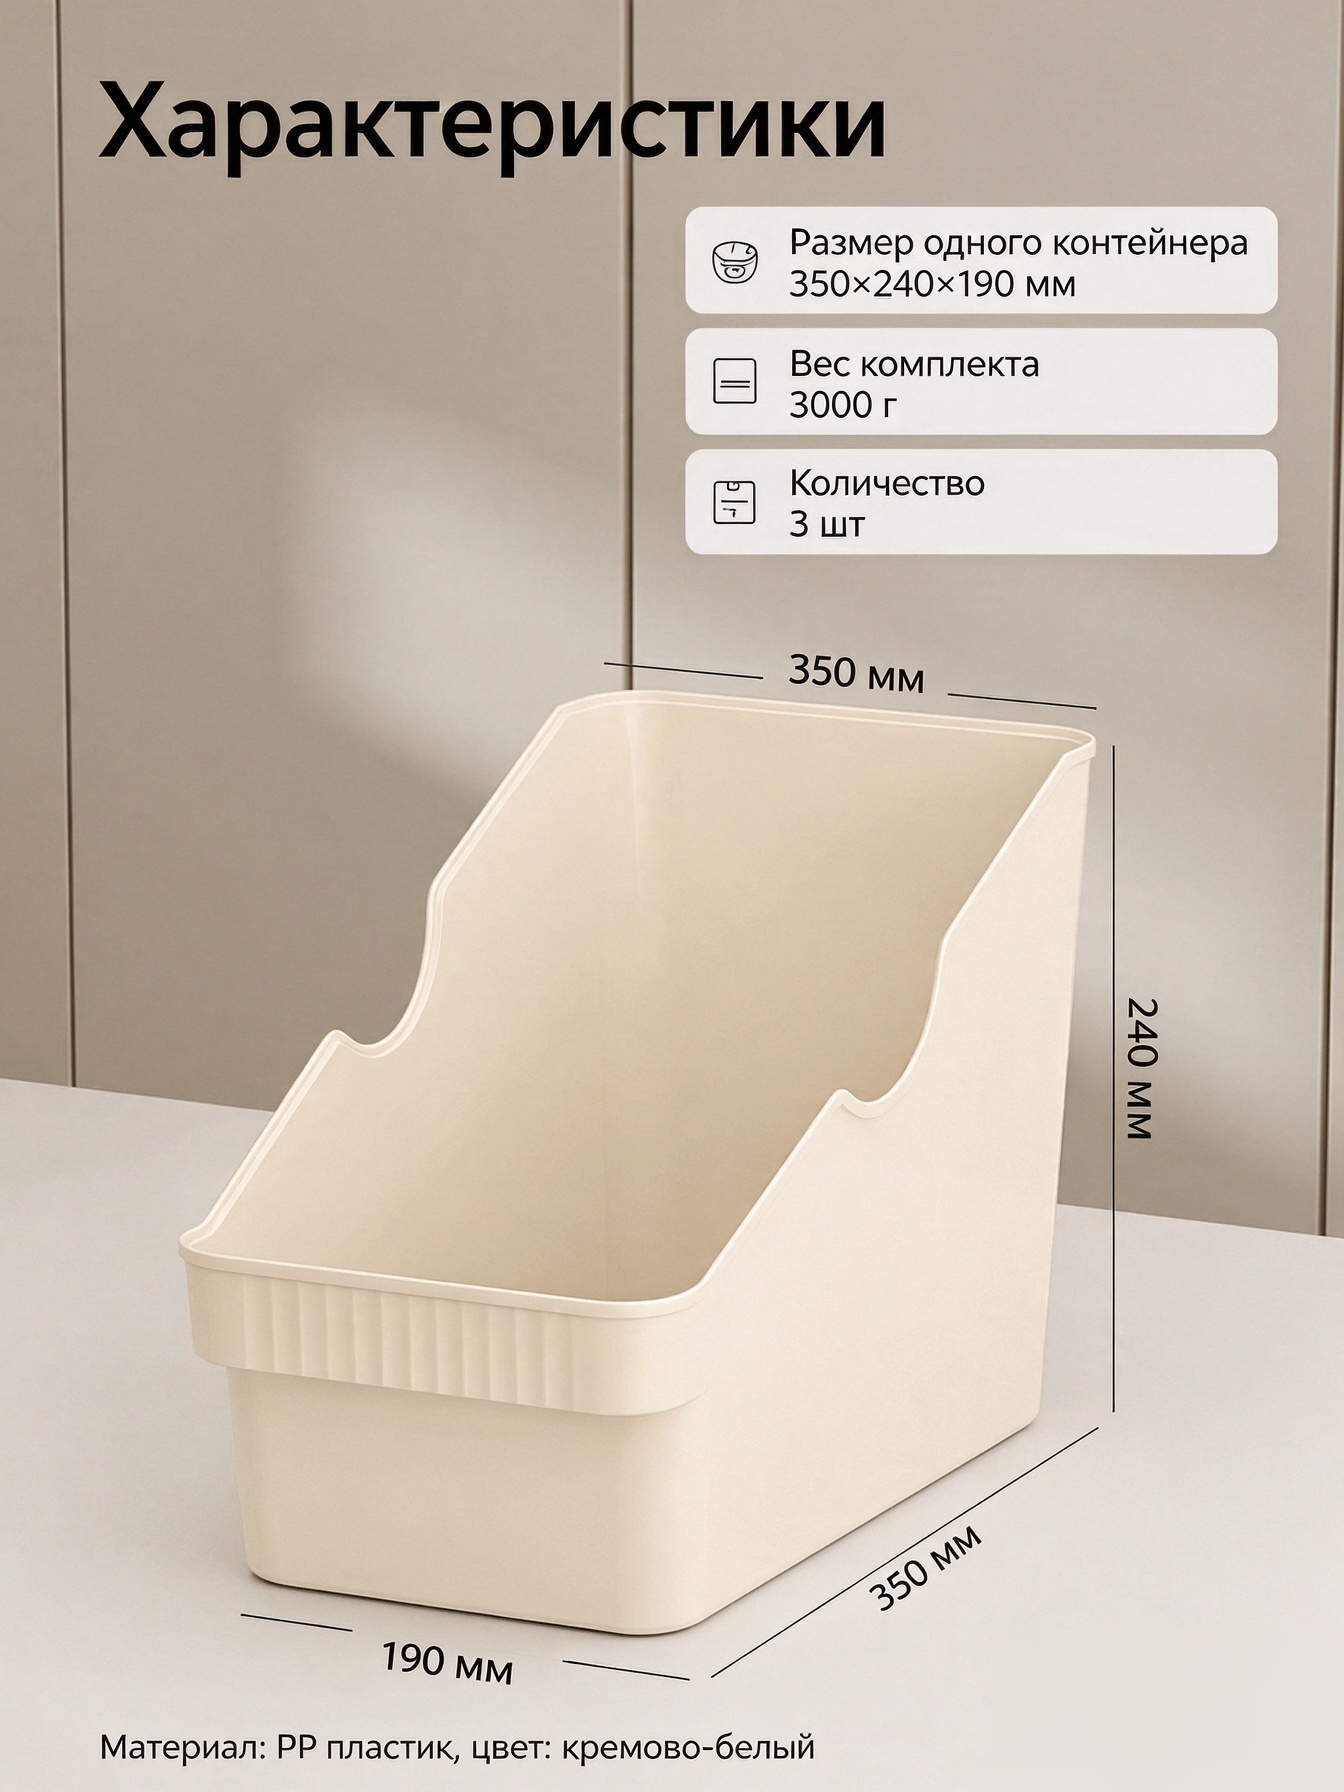 Характеристики
Размер одного контейнера
350×240×190 мм
Вес комплекта
3000 г
Количество
3 шт
350 мм
240 мм
350 мм
190 мм
Материал: PP пластик, цвет: кремово-белый